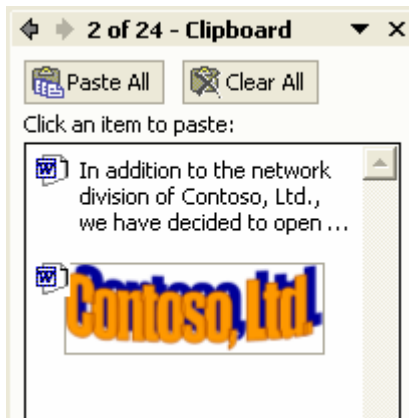 2 of 24 - Clipboard
Paste All Clear All
Click an item to paste:
In addition to the network
division of Contoso, Ltd.,
we have decided to open ...
Contoso, Ltd.